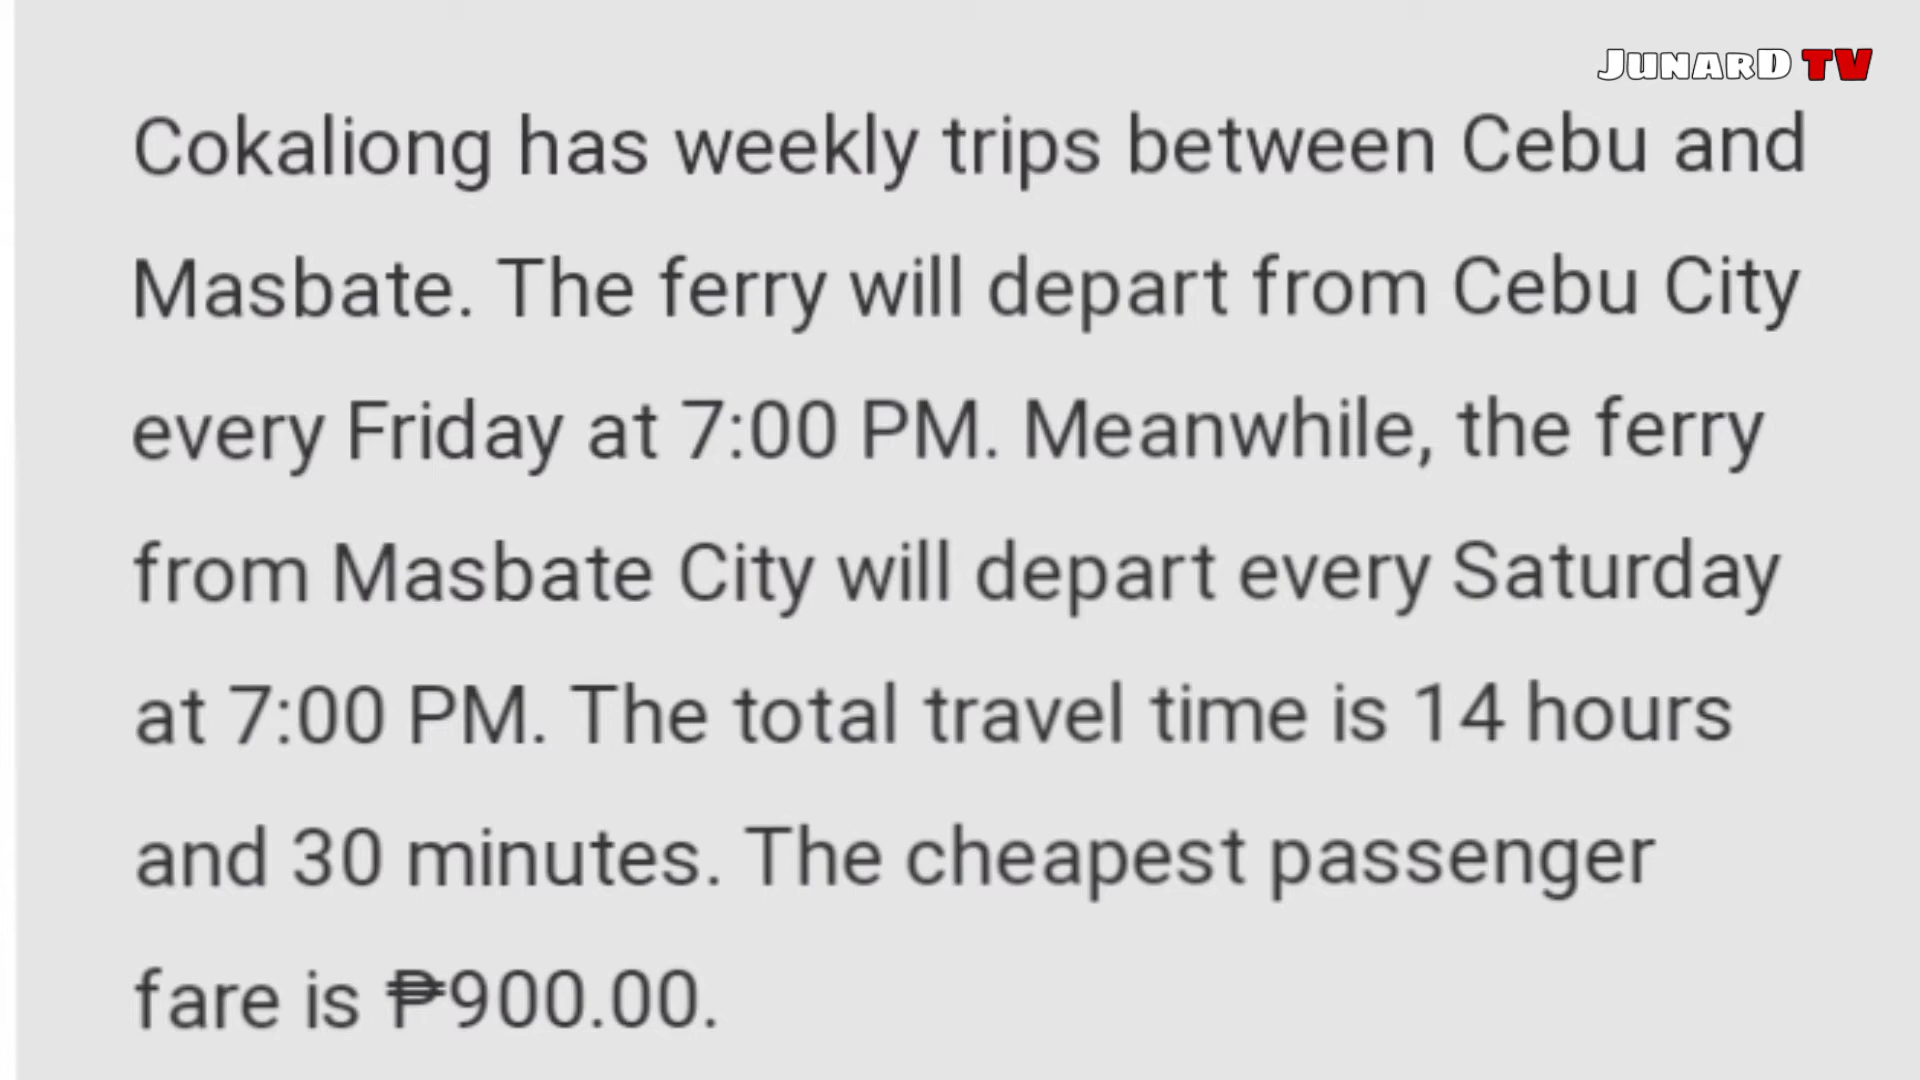 JUNARD TV
Cokaliong has weekly trips between Cebu and
Masbate. The ferry will depart from Cebu City
every Friday at 7:00 PM. Meanwhile, the ferry
from Masbate City will depart every Saturday
at 7:00 PM. The total travel time is 14 hours
and 30 minutes. The cheapest passenger
fare is ₱900.00.